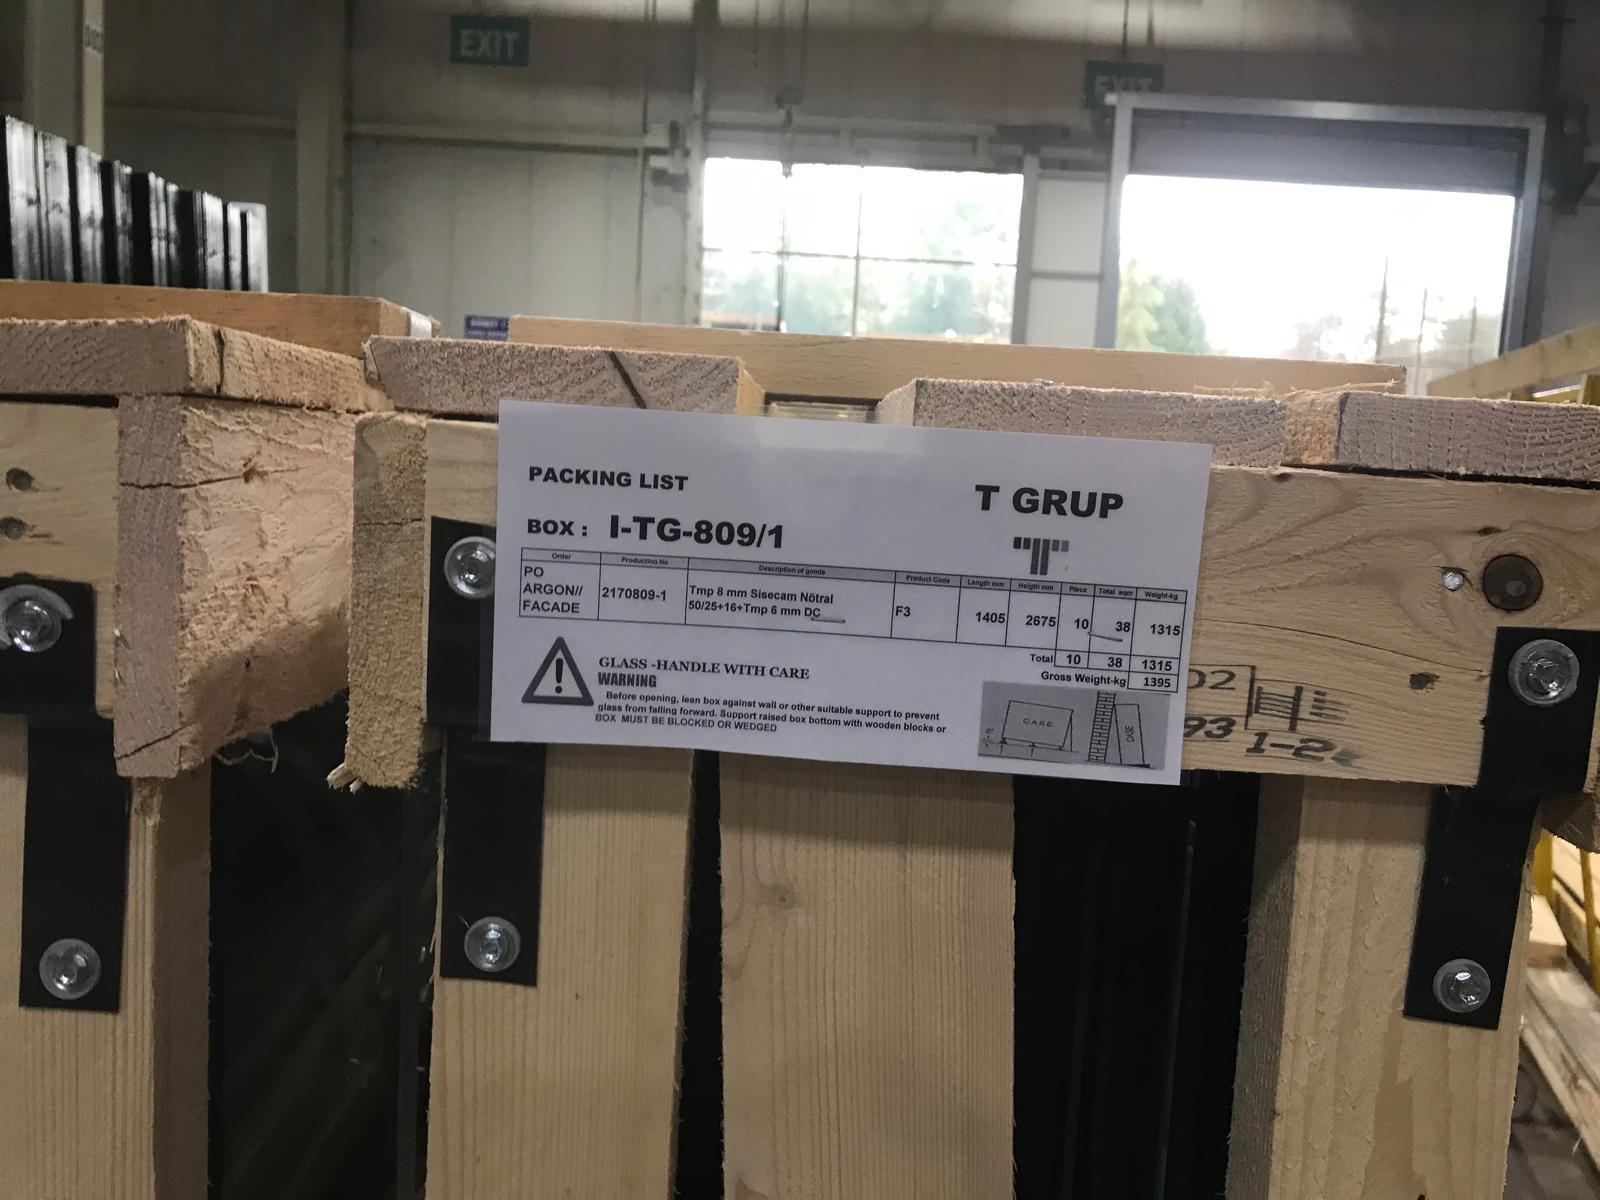 EXIT
EXIT
PACKING LIST
T GRUP
BOX : I-TG-809/1
Order Production No Description of goods Product Code Length mm Heigth mm Piece Total sqm Weight-kg
PO ARGON// FACADE 2170809-1 Tmp 8 mm Sisecam Nötral 50/25+16+Tmp 6 mm DC F3 1405 2675 10 38 1315
Total 10 38 1315
Gross Weight-kg 1395
GLASS -HANDLE WITH CARE
WARNING
Before opening, lean box against wall or other suitable support to prevent
glass from falling forward. Support raised box bottom with wooden blocks or
BOX MUST BE BLOCKED OR WEDGED
CASE
CASE
02
93 1-2